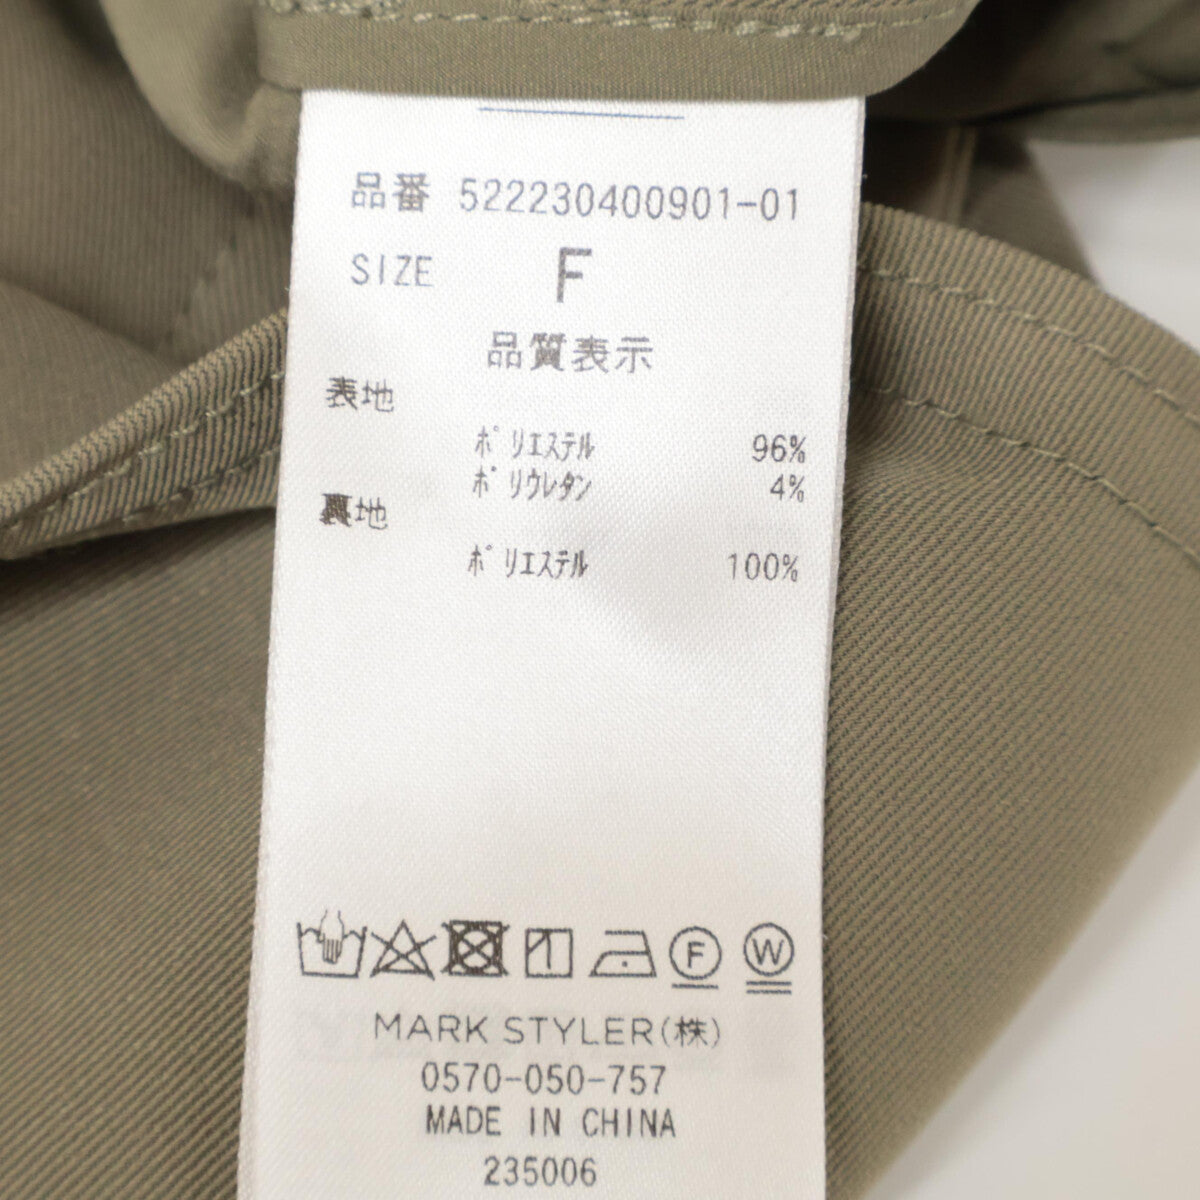 品番 522230400901-01
SIZE F
品質表示
表地
ポリエステル 96%
ポリウレタン 4%
裏地
ポリエステル 100%
F W
MARK STYLER(株)
0570-050-757
MADE IN CHINA
235006